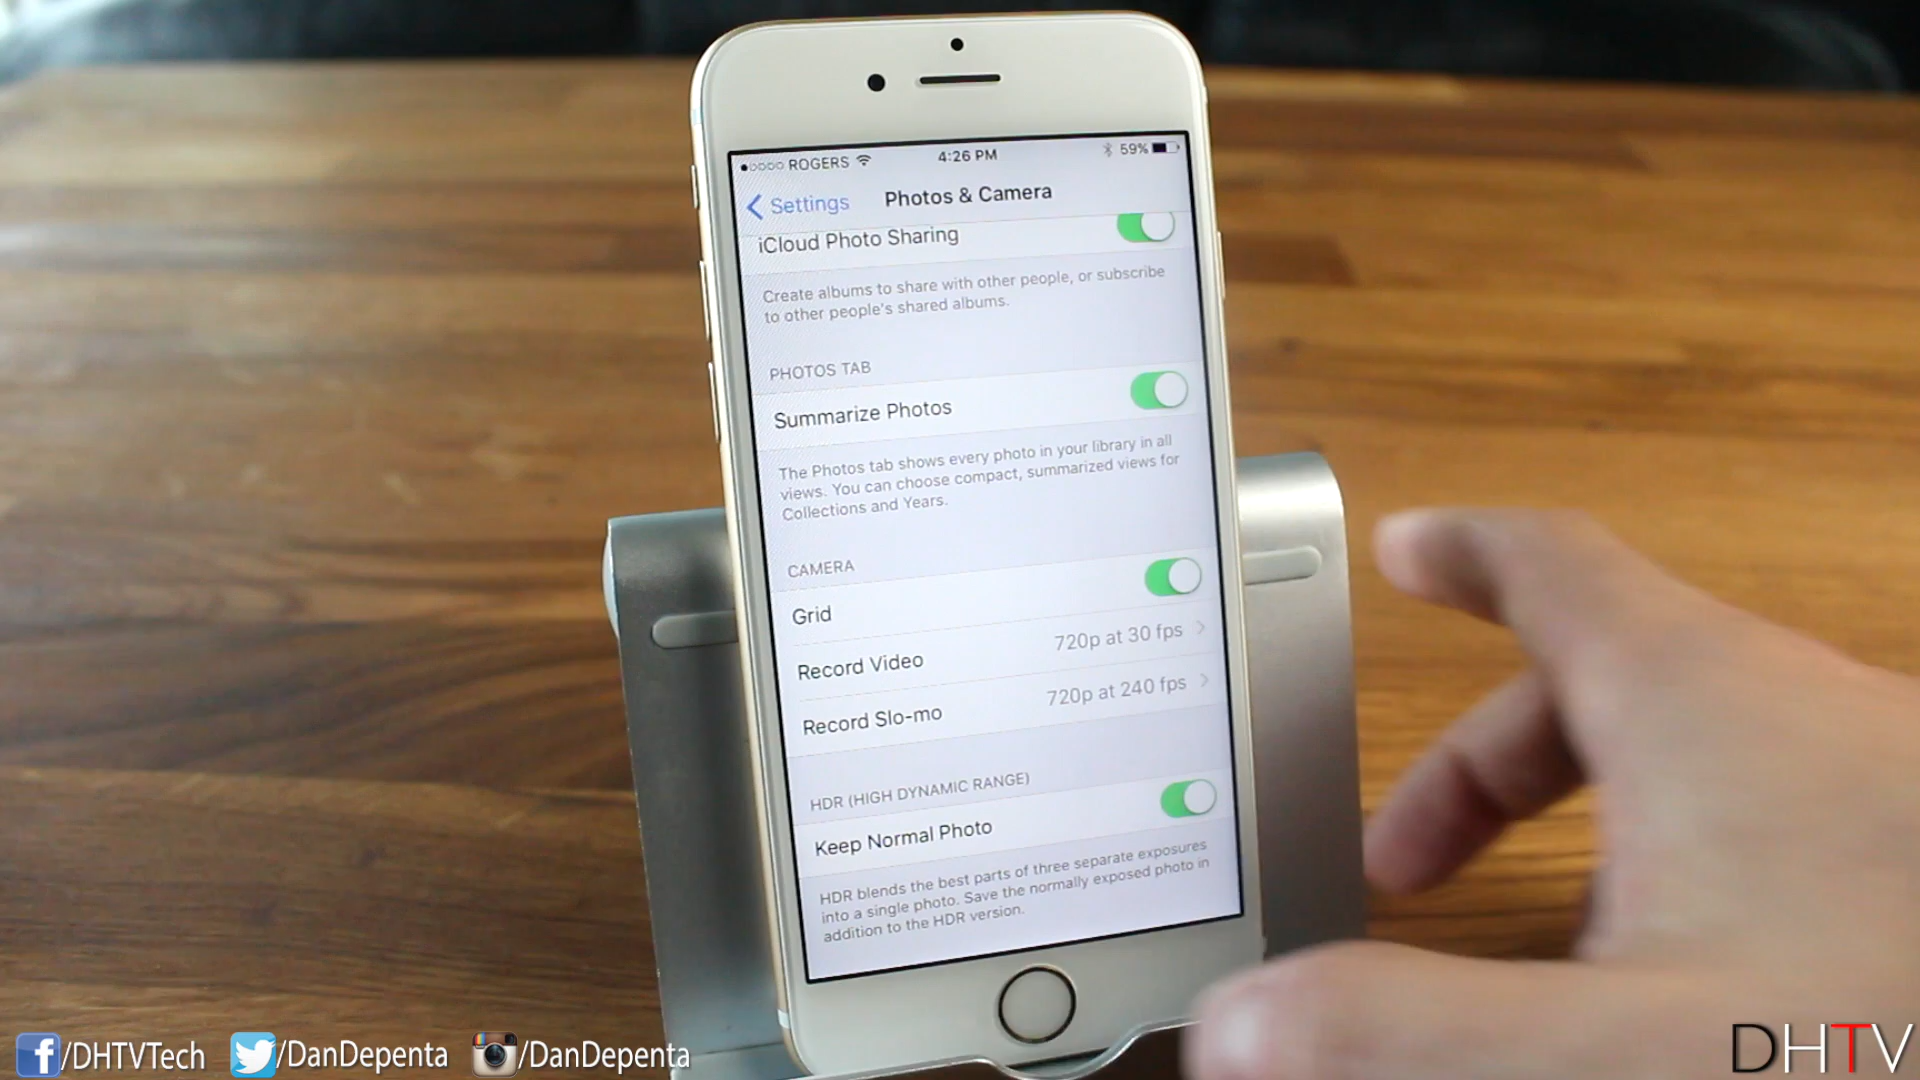 ROGERS 4:26 PM 59%
Settings Photos & Camera
iCloud Photo Sharing
Create albums to share with other people, or subscribe
to other people's shared albums.
PHOTOS TAB
Summarize Photos
The Photos tab shows every photo in your library in all
views. You can choose compact, summarized views for
Collections and Years.
CAMERA
Grid
Record Video 720p at 30 fps
Record Slo-mo 720p at 240 fps
HDR (HIGH DYNAMIC RANGE)
Keep Normal Photo
HDR blends the best parts of three separate exposures
into a single photo. Save the normally exposed photo in
addition to the HDR version.
/DHTVTech /DanDepenta /DanDepenta
DHTV